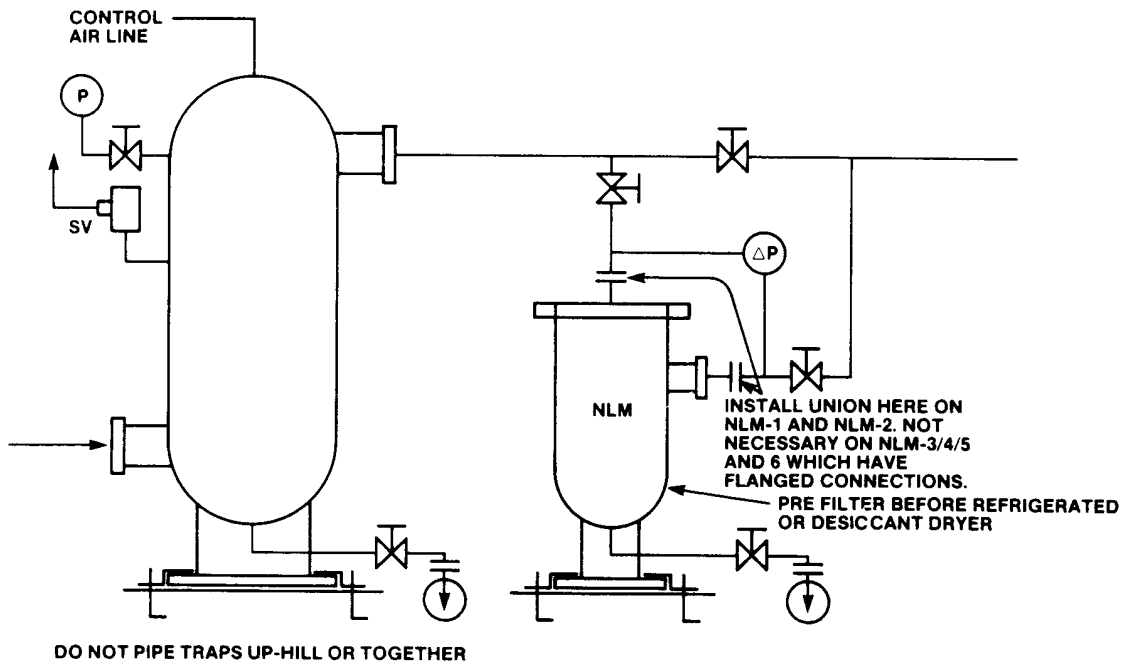 CONTROL
AIR LINE
P
SV
△P
NLM
INSTALL UNION HERE ON
NLM-1 AND NLM-2. NOT
NECESSARY ON NLM-3/4/5
AND 6 WHICH HAVE
FLANGED CONNECTIONS.
PRE FILTER BEFORE REFRIGERATED
OR DESICCANT DRYER
DO NOT PIPE TRAPS UP-HILL OR TOGETHER